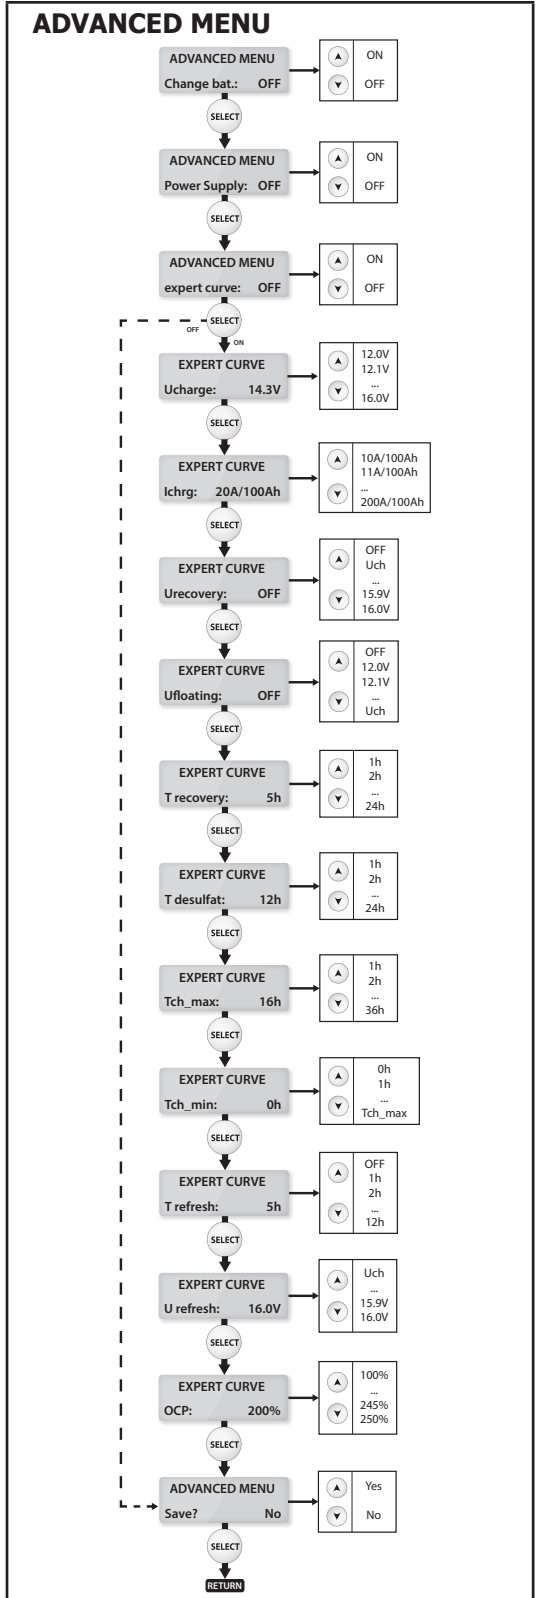 ADVANCED MENU
ADVANCED MENU
Change bat.: OFF
ON
OFF
SELECT
ADVANCED MENU
Power Supply: OFF
ON
OFF
SELECT
ADVANCED MENU
expert curve: OFF
ON
OFF
SELECT
OFF
ON
EXPERT CURVE
Ucharge: 14.3V
12.0V
12.1V
...
16.0V
SELECT
EXPERT CURVE
Ichrg: 20A/100Ah
10A/100Ah
11A/100Ah
...
200A/100Ah
SELECT
EXPERT CURVE
Urecovery: OFF
OFF
Uch
...
15.9V
16.0V
SELECT
EXPERT CURVE
Ufloating: OFF
OFF
12.0V
12.1V
...
Uch
SELECT
EXPERT CURVE
T recovery: 5h
1h
2h
...
24h
SELECT
EXPERT CURVE
T desulfat: 12h
1h
2h
...
24h
SELECT
EXPERT CURVE
Tch_max: 16h
1h
2h
...
36h
SELECT
EXPERT CURVE
Tch_min: 0h
0h
1h
...
Tch_max
SELECT
EXPERT CURVE
T refresh: 5h
OFF
1h
2h
...
12h
SELECT
EXPERT CURVE
U refresh: 16.0V
Uch
...
15.9V
16.0V
SELECT
EXPERT CURVE
OCP: 200%
100%
...
245%
250%
SELECT
ADVANCED MENU
Save? No
Yes
No
SELECT
RETURN